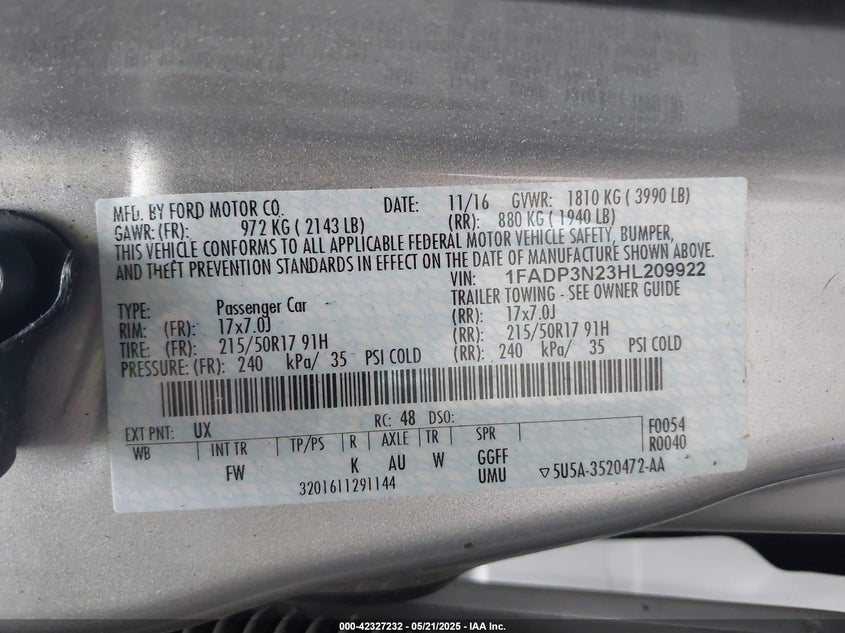 MFD. BY FORD MOTOR CO. DATE: 11/16 GVWR: 1810 KG ( 3990 LB)
GAWR: (FR): 972 KG ( 2143 LB) (RR): 880 KG ( 1940 LB)
THIS VEHICLE CONFORMS TO ALL APPLICABLE FEDERAL MOTOR VEHICLE SAFETY, BUMPER,
AND THEFT PREVENTION STANDARDS IN EFFECT ON THE DATE OF MANUFACTURE SHOWN ABOVE.
VIN: 1FADP3N23HL209922
TYPE: Passenger Car TRAILER TOWING - SEE OWNER GUIDE
RIM: (FR): 17x7.0J (RR): 17x7.0J
TIRE: (FR): 215/50R17 91H (RR): 215/50R17 91H
PRESSURE: (FR): 240 kPa/ 35 PSI COLD (RR): 240 kPa/ 35 PSI COLD
EXT PNT: UX RC: 48 DSO: F0054
WB INT TR TP/PS R AXLE TR SPR R0040
FW K AU W GGFF
3201611291144 UMU ▽5U5A-3520472-AA
000-42327232 - 05/21/2025 - IAA Inc.